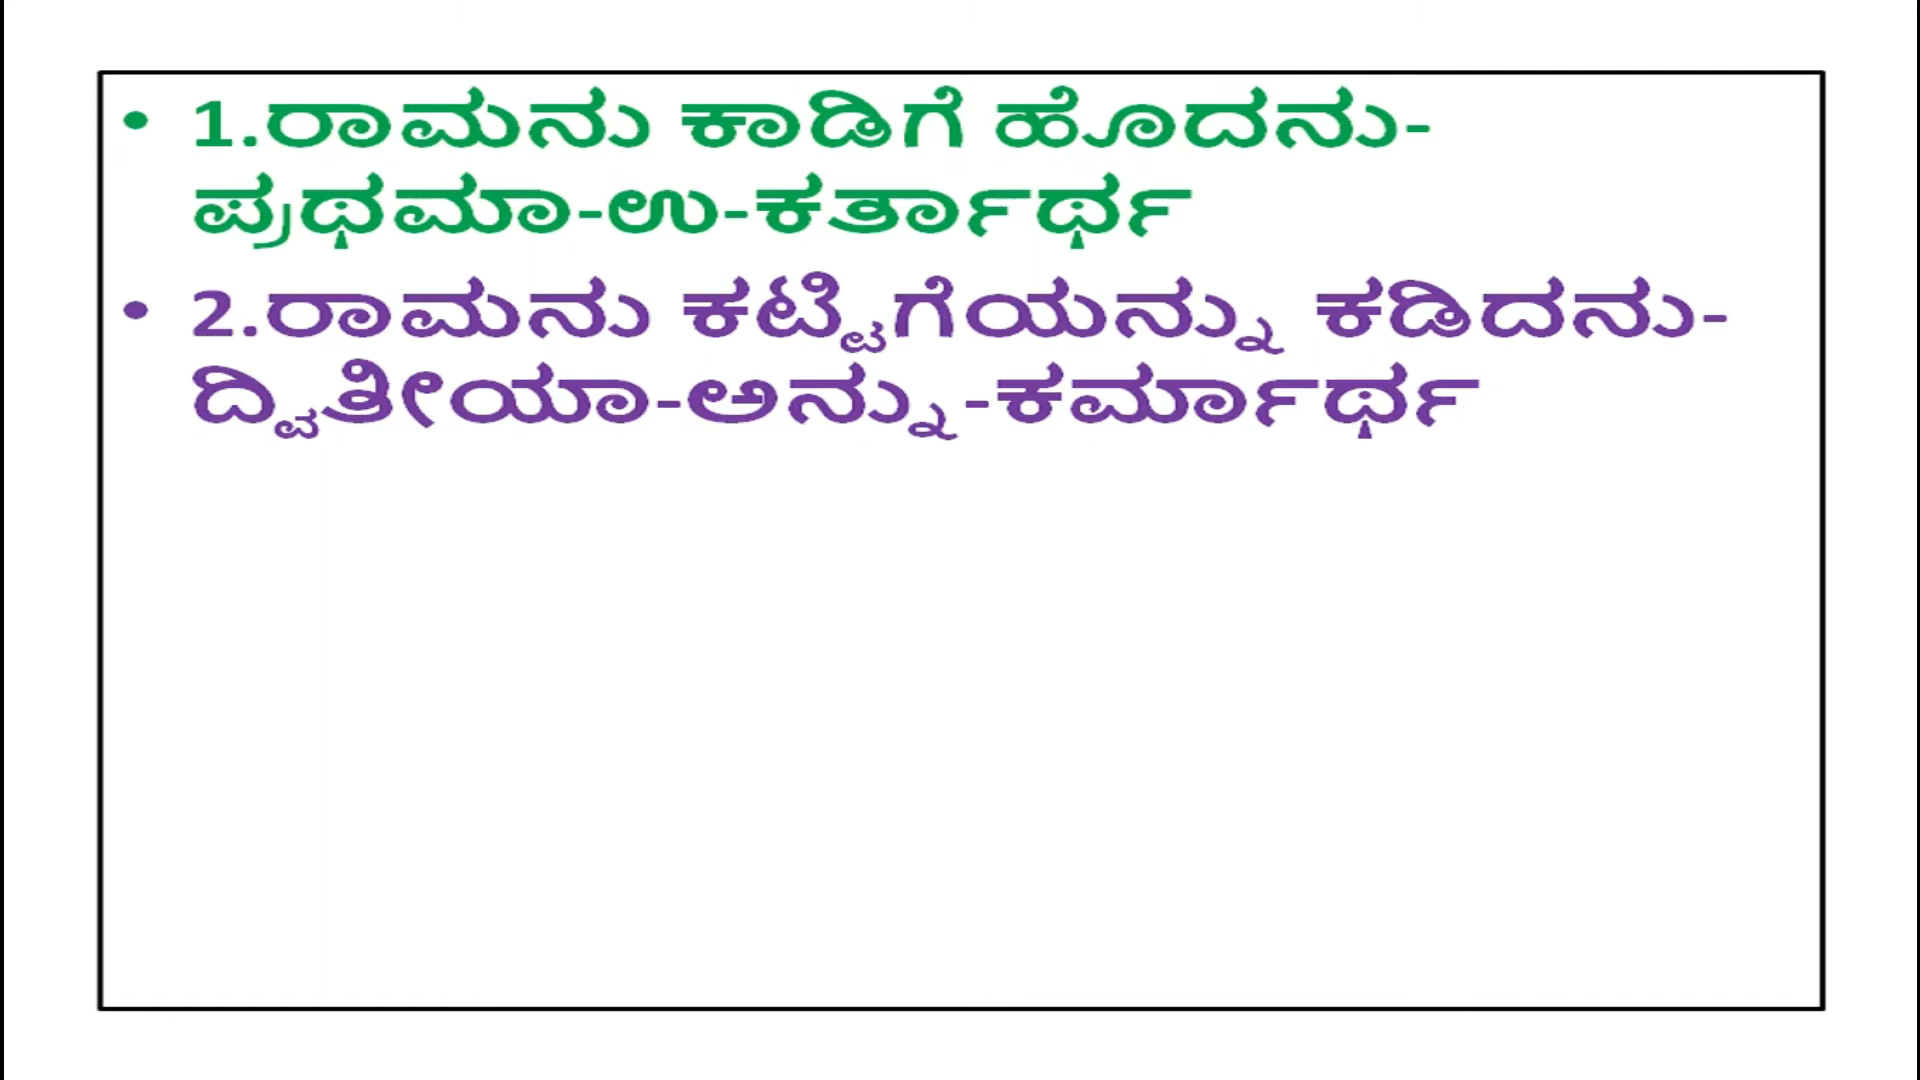 • 1.ರಾಮನು ಕಾಡಿಗೆ ಹೊದನು-
ಪ್ರಥಮಾ-ಉ-ಕರ್ತಾರ್ಥ
• 2.ರಾಮನು ಕಟ್ಟಿಗೆಯನ್ನು ಕಡಿದನು-
ದ್ವಿತೀಯಾ-ಅನ್ನು-ಕರ್ಮಾರ್ಥ